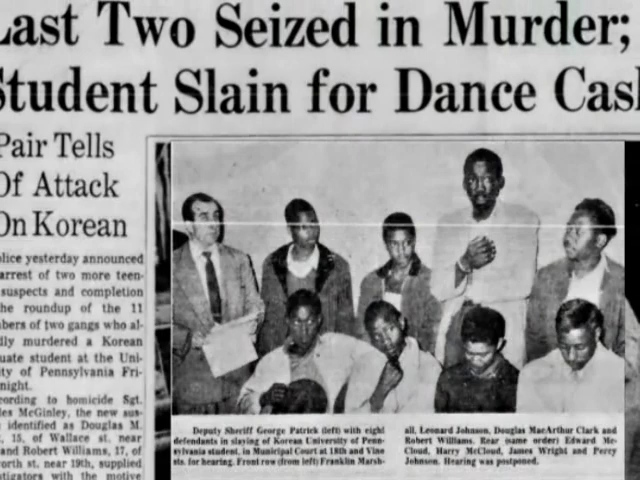 Last Two Seized in Murder;
Student Slain for Dance Cash
Pair Tells
Of Attack
On Korean
lice yesterday announced
arrest of two more teen-
suspects and completion
the roundup of the 11
bers of two gangs who al-
dly murdered a Korean
uate student at the Uni-
ty of Pennsylvania Fri-
night.
cording to homicide Sgt.
les McGinley, the new sus-
identified as Douglas M.
, 15, of Wallace st. near
and Robert Williams, 17, of
orth st. near 19th, supplied
tigators with the motive
Deputy Sheriff George Patrick (left) with eight
defendants in slaying of Korean University of Penn-
sylvania student, in Municipal Court at 18th and Vine
sts. for hearing. Front row (from left) Franklin Marsh-
all, Leonard Johnson, Douglas MacArthur Clark and
Robert Williams. Rear (same order) Edward Mc-
Cloud, Harry McCloud, James Wright and Percy
Johnson. Hearing was postponed.